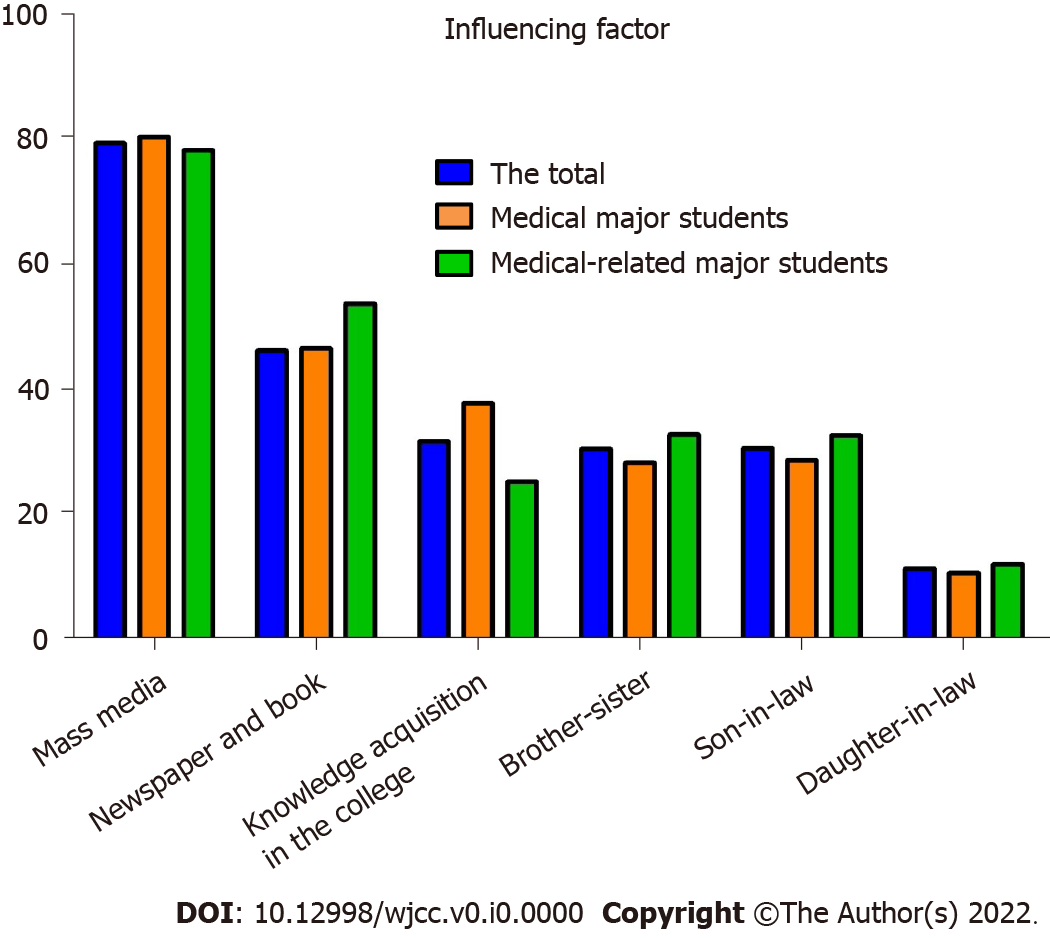 Influencing factor
100
80
60
40
20
0
The total
Medical major students
Medical-related major students
Mass media
Newspaper and book
Knowledge acquisition
in the college
Brother-sister
Son-in-law
Daughter-in-law
DOI: 10.12998/wjcc.v0.i0.0000 Copyright ©The Author(s) 2022.